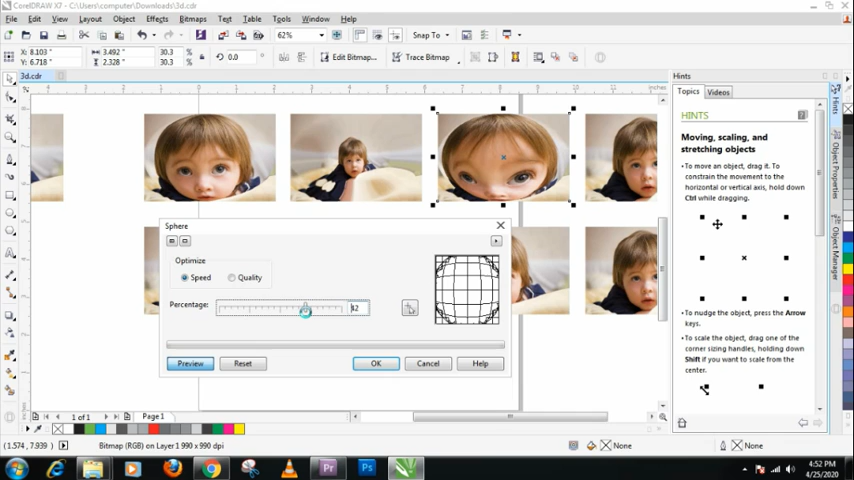 CorelDRAW X7 - C:\Users\computer\Downloads\3d.cdr
File Edit View Layout Object Effects Bitmaps Text Table Tools Window Help
62% Snap To
X: 8.103" 3.492 in 30.3 %
Y: 6.718" 2.328 in 30.3 %
0.0 Edit Bitmap... Trace Bitmap
3d.cdr
inches
Hints
Topics Videos
HINTS ?
Moving, scaling, and
stretching objects
• To move an object, drag it. To
constrain the movement to the
horizontal or vertical axis, hold down
Ctrl while dragging.
• To nudge the object, press the Arrow
keys.
• To scale the object, drag one of the
corner sizing handles, holding down
Shift if you want to scale from the
center.
Hints
Object Properties
Object Manager
Sphere
Optimize
Speed Quality
Percentage: 42
Preview Reset OK Cancel Help
1 of 1 Page 1
(1.574 , 7.939) Bitmap (RGB) on Layer 1 990 x 990 dpi None None
4:52 PM
4/25/2020
Pr Ps